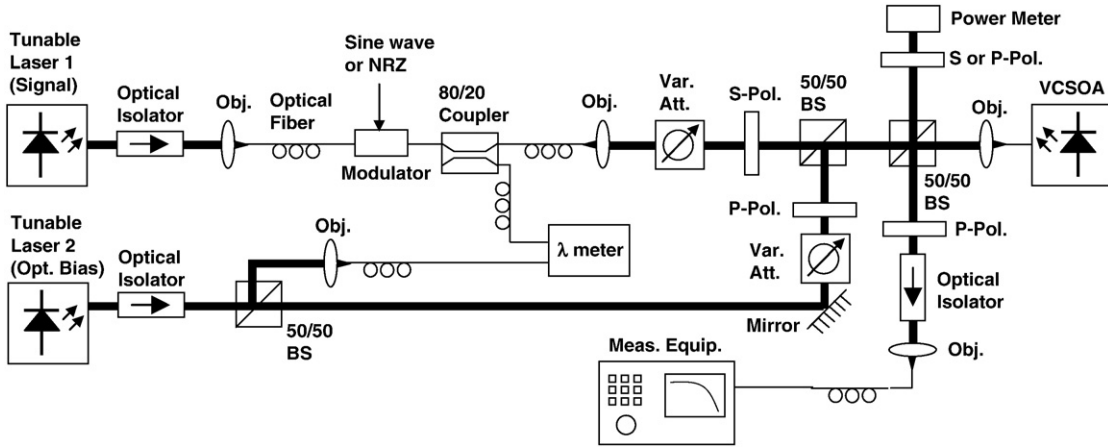 Tunable
Laser 1
(Signal)
Optical
Isolator
Obj.
Optical
Fiber
Sine wave
or NRZ
Modulator
80/20
Coupler
Obj.
Var.
Att.
S-Pol.
50/50
BS
Power Meter
S or P-Pol.
VCSOA
Obj.
50/50
BS
Tunable
Laser 2
(Opt. Bias)
Optical
Isolator
50/50
BS
Obj.
λ meter
P-Pol.
Var.
Att.
Mirror
P-Pol.
Optical
Isolator
Obj.
Meas. Equip.